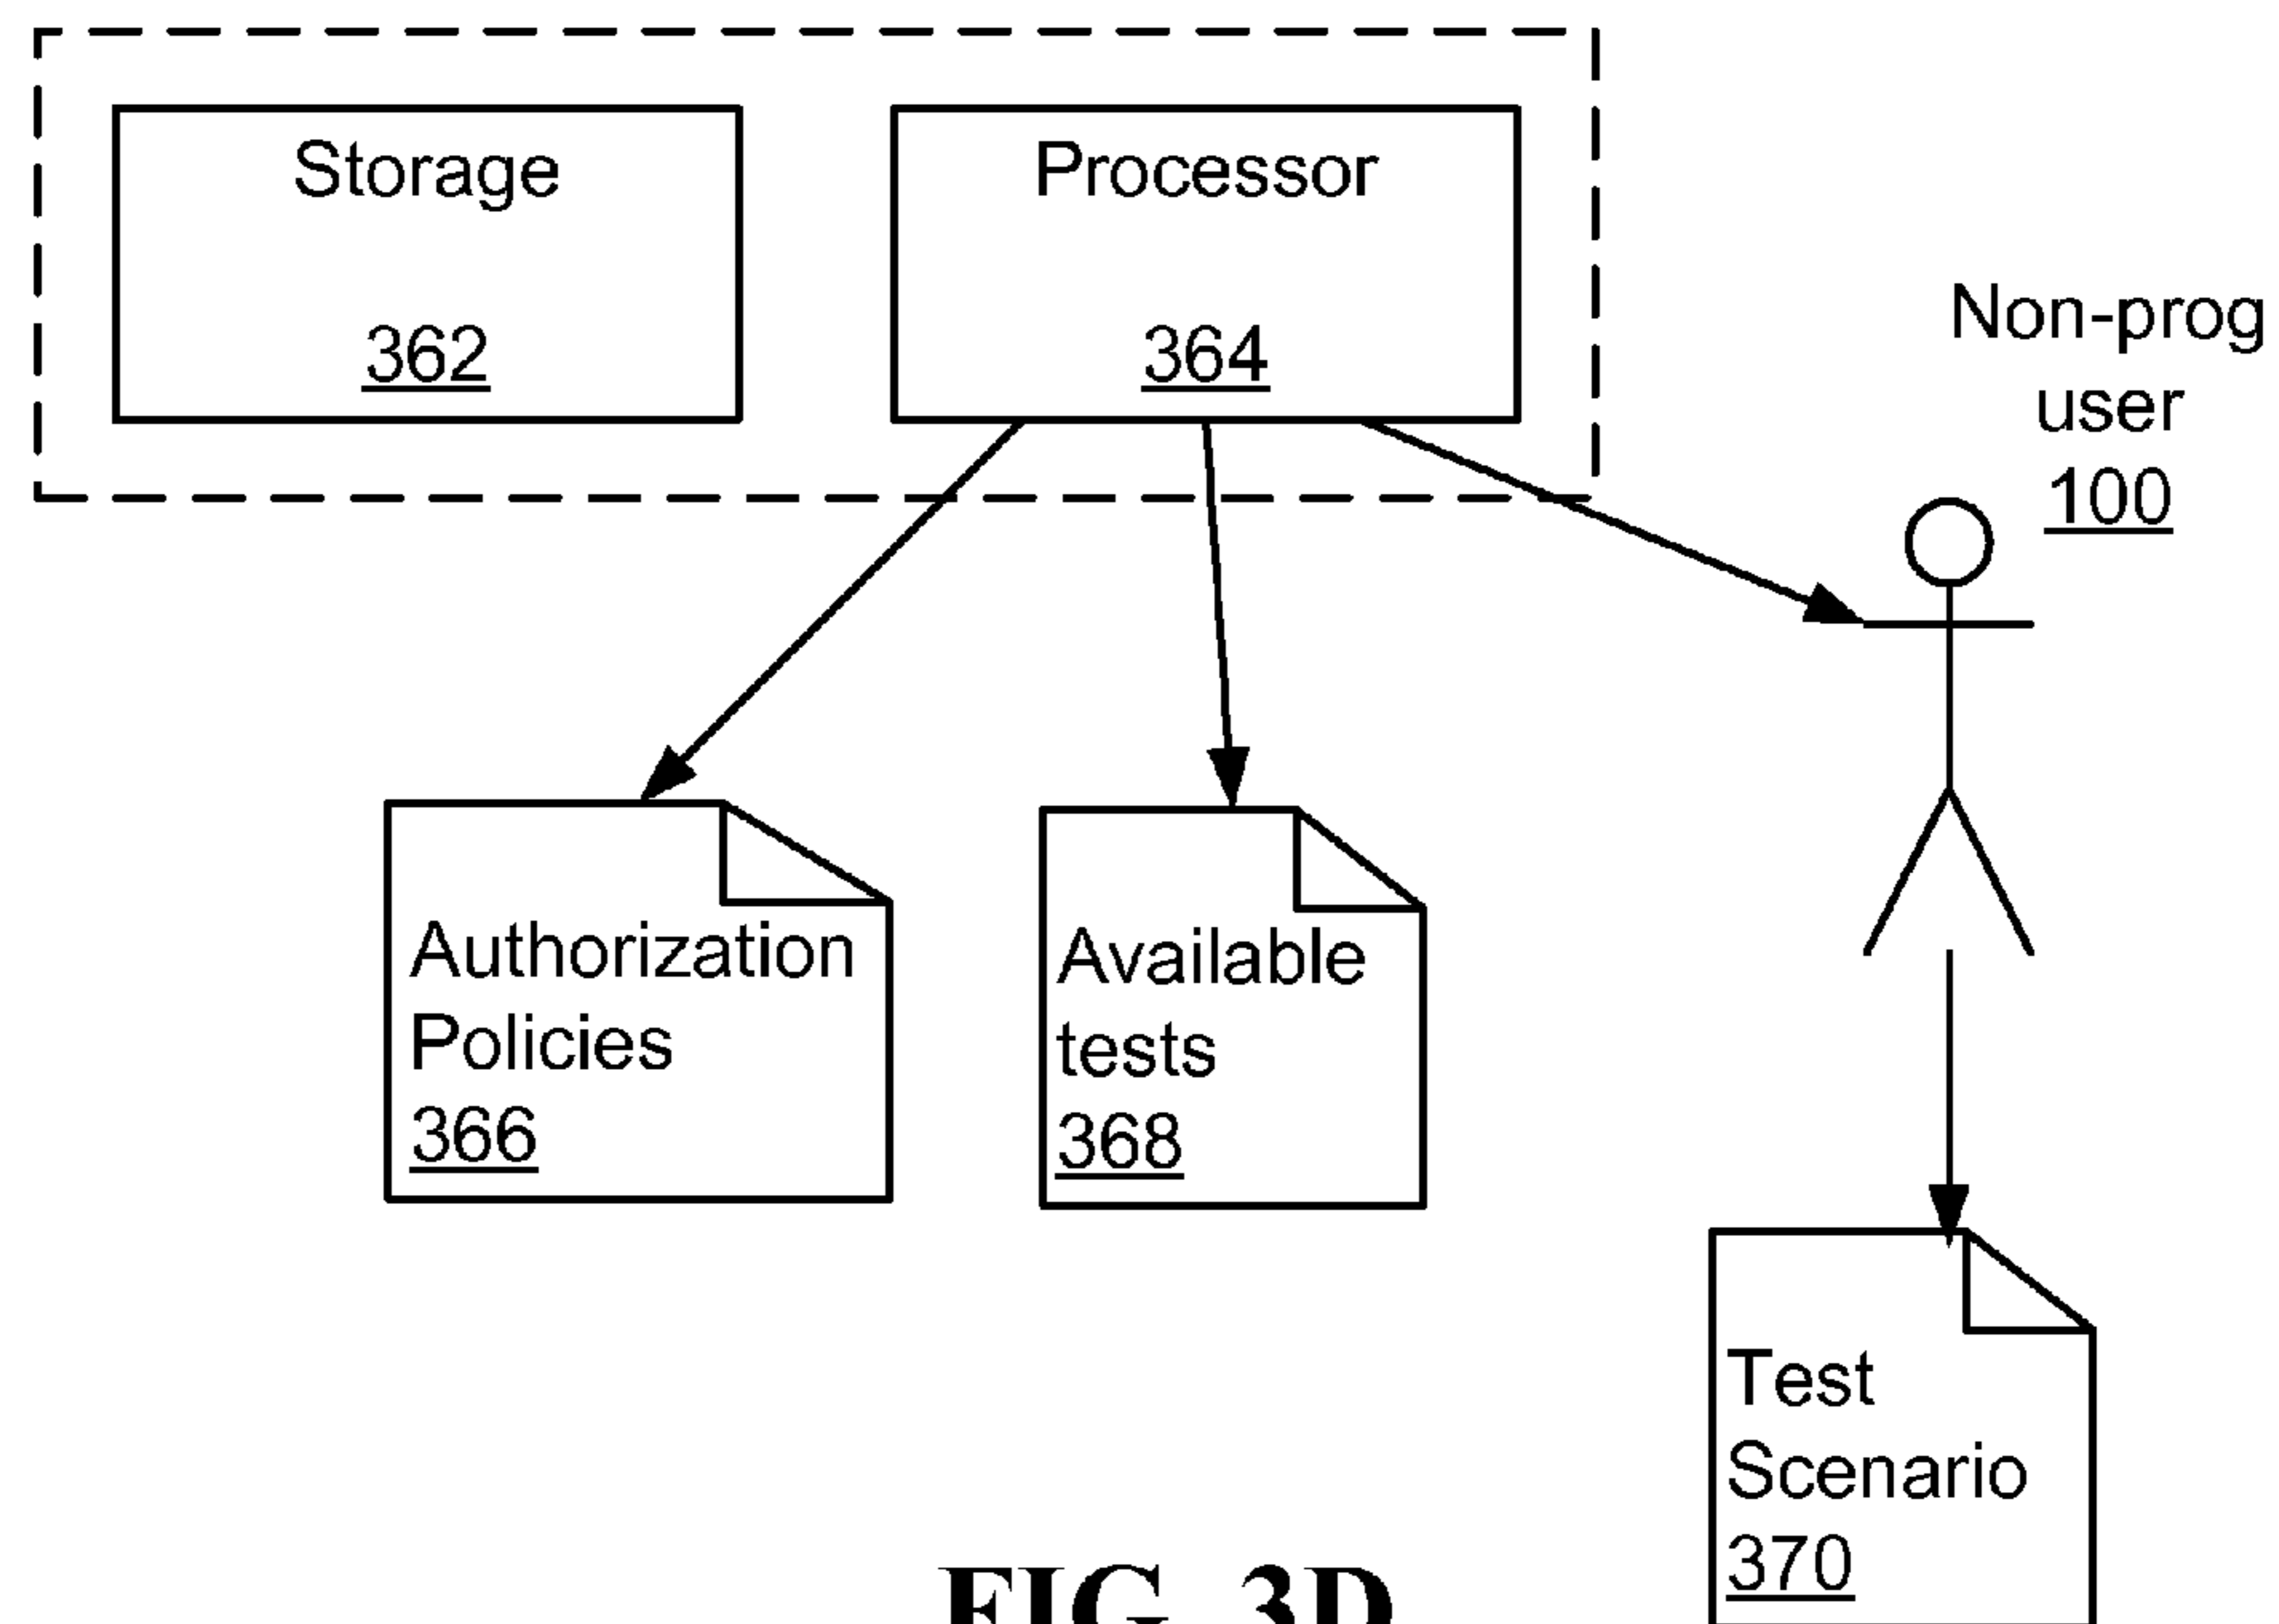 Storage
362
Processor
364
Non-prog
user
100
Authorization
Policies
366
Available
tests
368
Test
Scenario
370
FIG. 3D